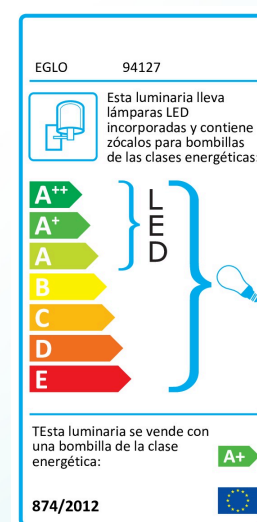 EGLO 94127
Esta luminaria lleva
lámparas LED
incorporadas y contiene
zócalos para bombillas
de las clases energéticas:
A++
A+
A
B
C
D
E
L
E
D
TEsta luminaria se vende con
una bombilla de la clase
energética:
A+
874/2012